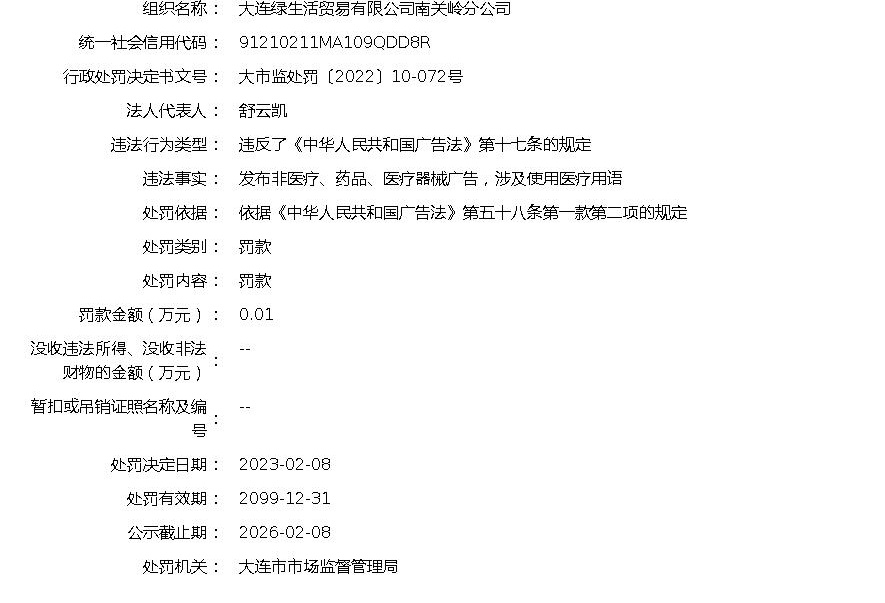 组织名称： 大连绿生活贸易有限公司南关岭分公司
统一社会信用代码： 91210211MA109QDD8R
行政处罚决定书文号： 大市监处罚〔2022〕10-072号
法人代表人： 舒云凯
违法行为类型： 违反了《中华人民共和国广告法》第十七条的规定
违法事实： 发布非医疗、药品、医疗器械广告，涉及使用医疗用语
处罚依据： 依据《中华人民共和国广告法》第五十八条第一款第二项的规定
处罚类别： 罚款
处罚内容： 罚款
罚款金额（万元）： 0.01
没收违法所得、没收非法
财物的金额（万元）： --
暂扣或吊销证照名称及编
号： --
处罚决定日期： 2023-02-08
处罚有效期： 2099-12-31
公示截止期： 2026-02-08
处罚机关： 大连市市场监督管理局